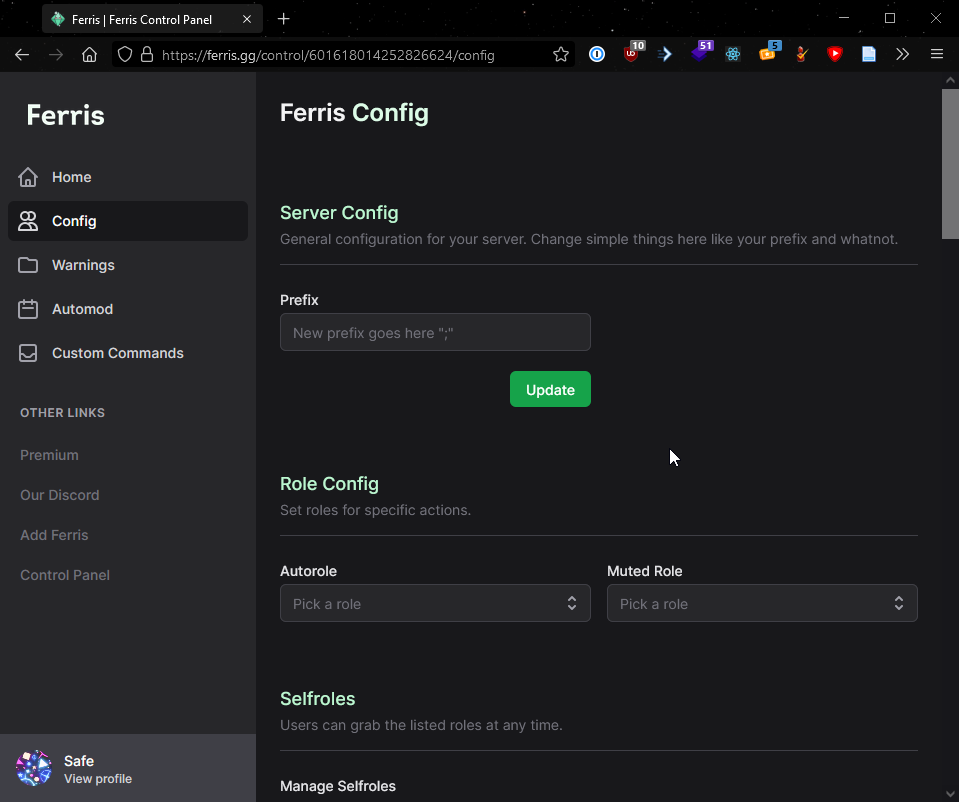 Ferris | Ferris Control Panel
https://ferris.gg/control/601618014252826624/config
10
51
5
Ferris
Home
Config
Warnings
Automod
Custom Commands
OTHER LINKS
Premium
Our Discord
Add Ferris
Control Panel
Safe
View profile
Ferris Config
Server Config
General configuration for your server. Change simple things here like your prefix and whatnot.
Prefix
New prefix goes here ";"
Update
Role Config
Set roles for specific actions.
Autorole
Muted Role
Pick a role
Pick a role
Selfroles
Users can grab the listed roles at any time.
Manage Selfroles